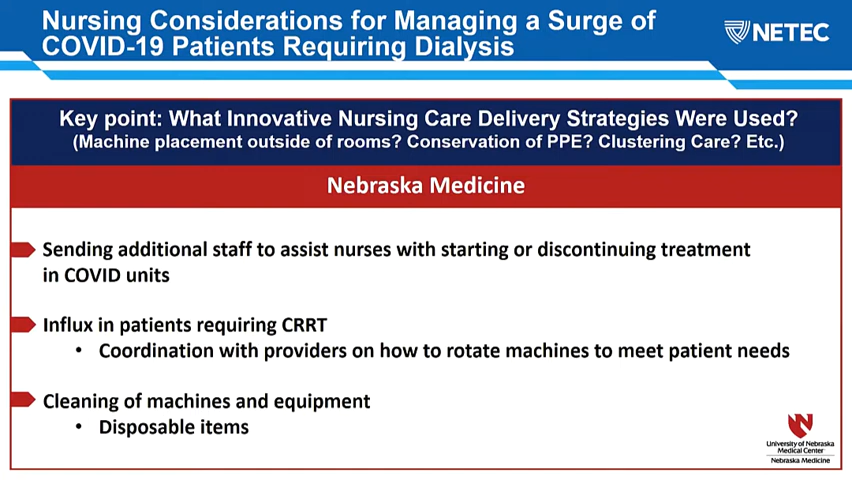 Nursing Considerations for Managing a Surge of
COVID-19 Patients Requiring Dialysis
NETEC
Key point: What Innovative Nursing Care Delivery Strategies Were Used?
(Machine placement outside of rooms? Conservation of PPE? Clustering Care? Etc.)
Nebraska Medicine
Sending additional staff to assist nurses with starting or discontinuing treatment
in COVID units
Influx in patients requiring CRRT
• Coordination with providers on how to rotate machines to meet patient needs
Cleaning of machines and equipment
• Disposable items
University of Nebraska
Medical Center
Nebraska Medicine